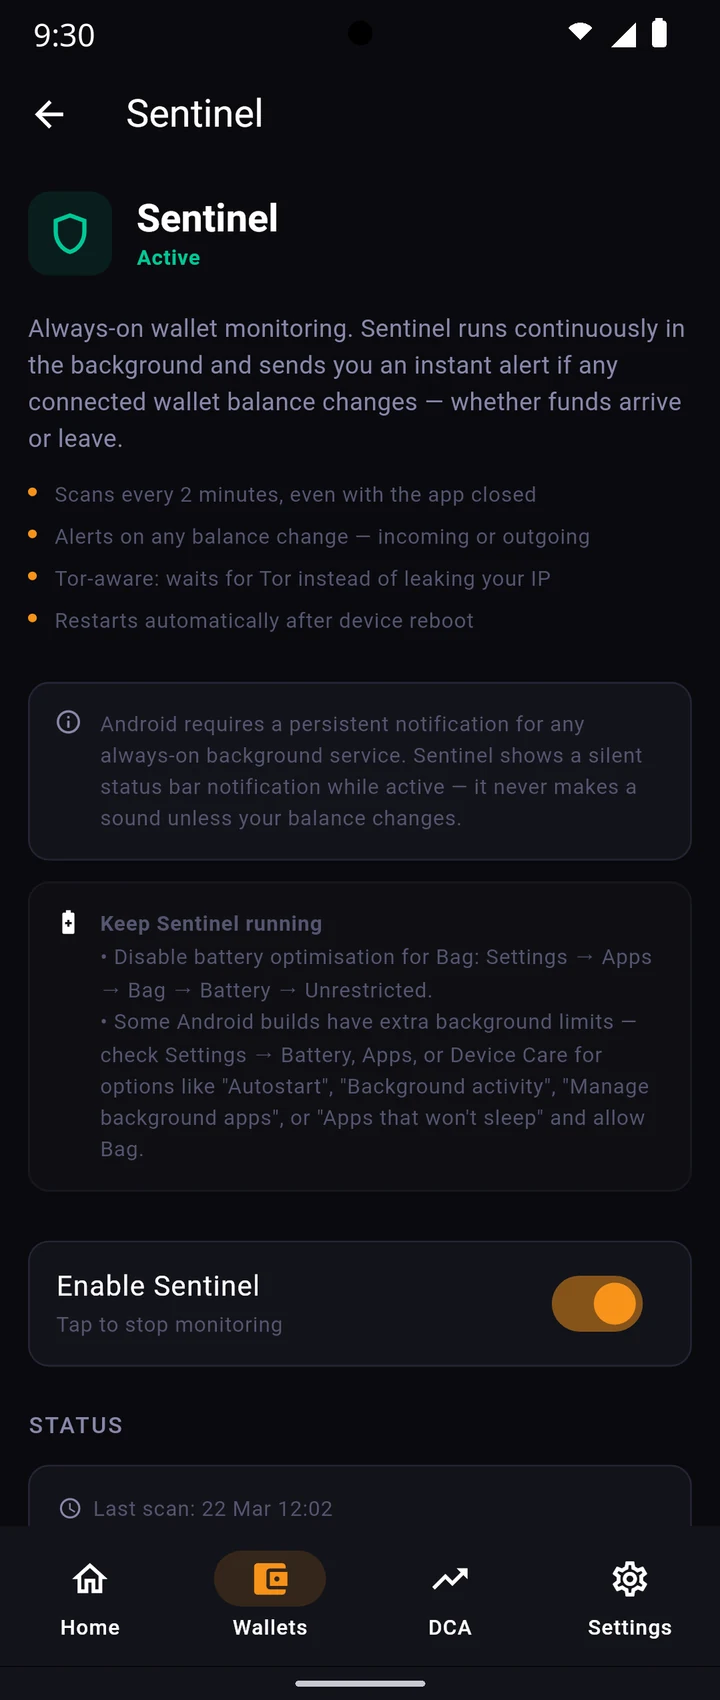 9:30
Sentinel
Sentinel
Active
Always-on wallet monitoring. Sentinel runs continuously in
the background and sends you an instant alert if any
connected wallet balance changes — whether funds arrive
or leave.
Scans every 2 minutes, even with the app closed
Alerts on any balance change — incoming or outgoing
Tor-aware: waits for Tor instead of leaking your IP
Restarts automatically after device reboot
Android requires a persistent notification for any
always-on background service. Sentinel shows a silent
status bar notification while active — it never makes a
sound unless your balance changes.
Keep Sentinel running
• Disable battery optimisation for Bag: Settings → Apps
→ Bag → Battery → Unrestricted.
• Some Android builds have extra background limits —
check Settings → Battery, Apps, or Device Care for
options like "Autostart", "Background activity", "Manage
background apps", or "Apps that won't sleep" and allow
Bag.
Enable Sentinel
Tap to stop monitoring
STATUS
Last scan: 22 Mar 12:02
Home
Wallets
DCA
Settings